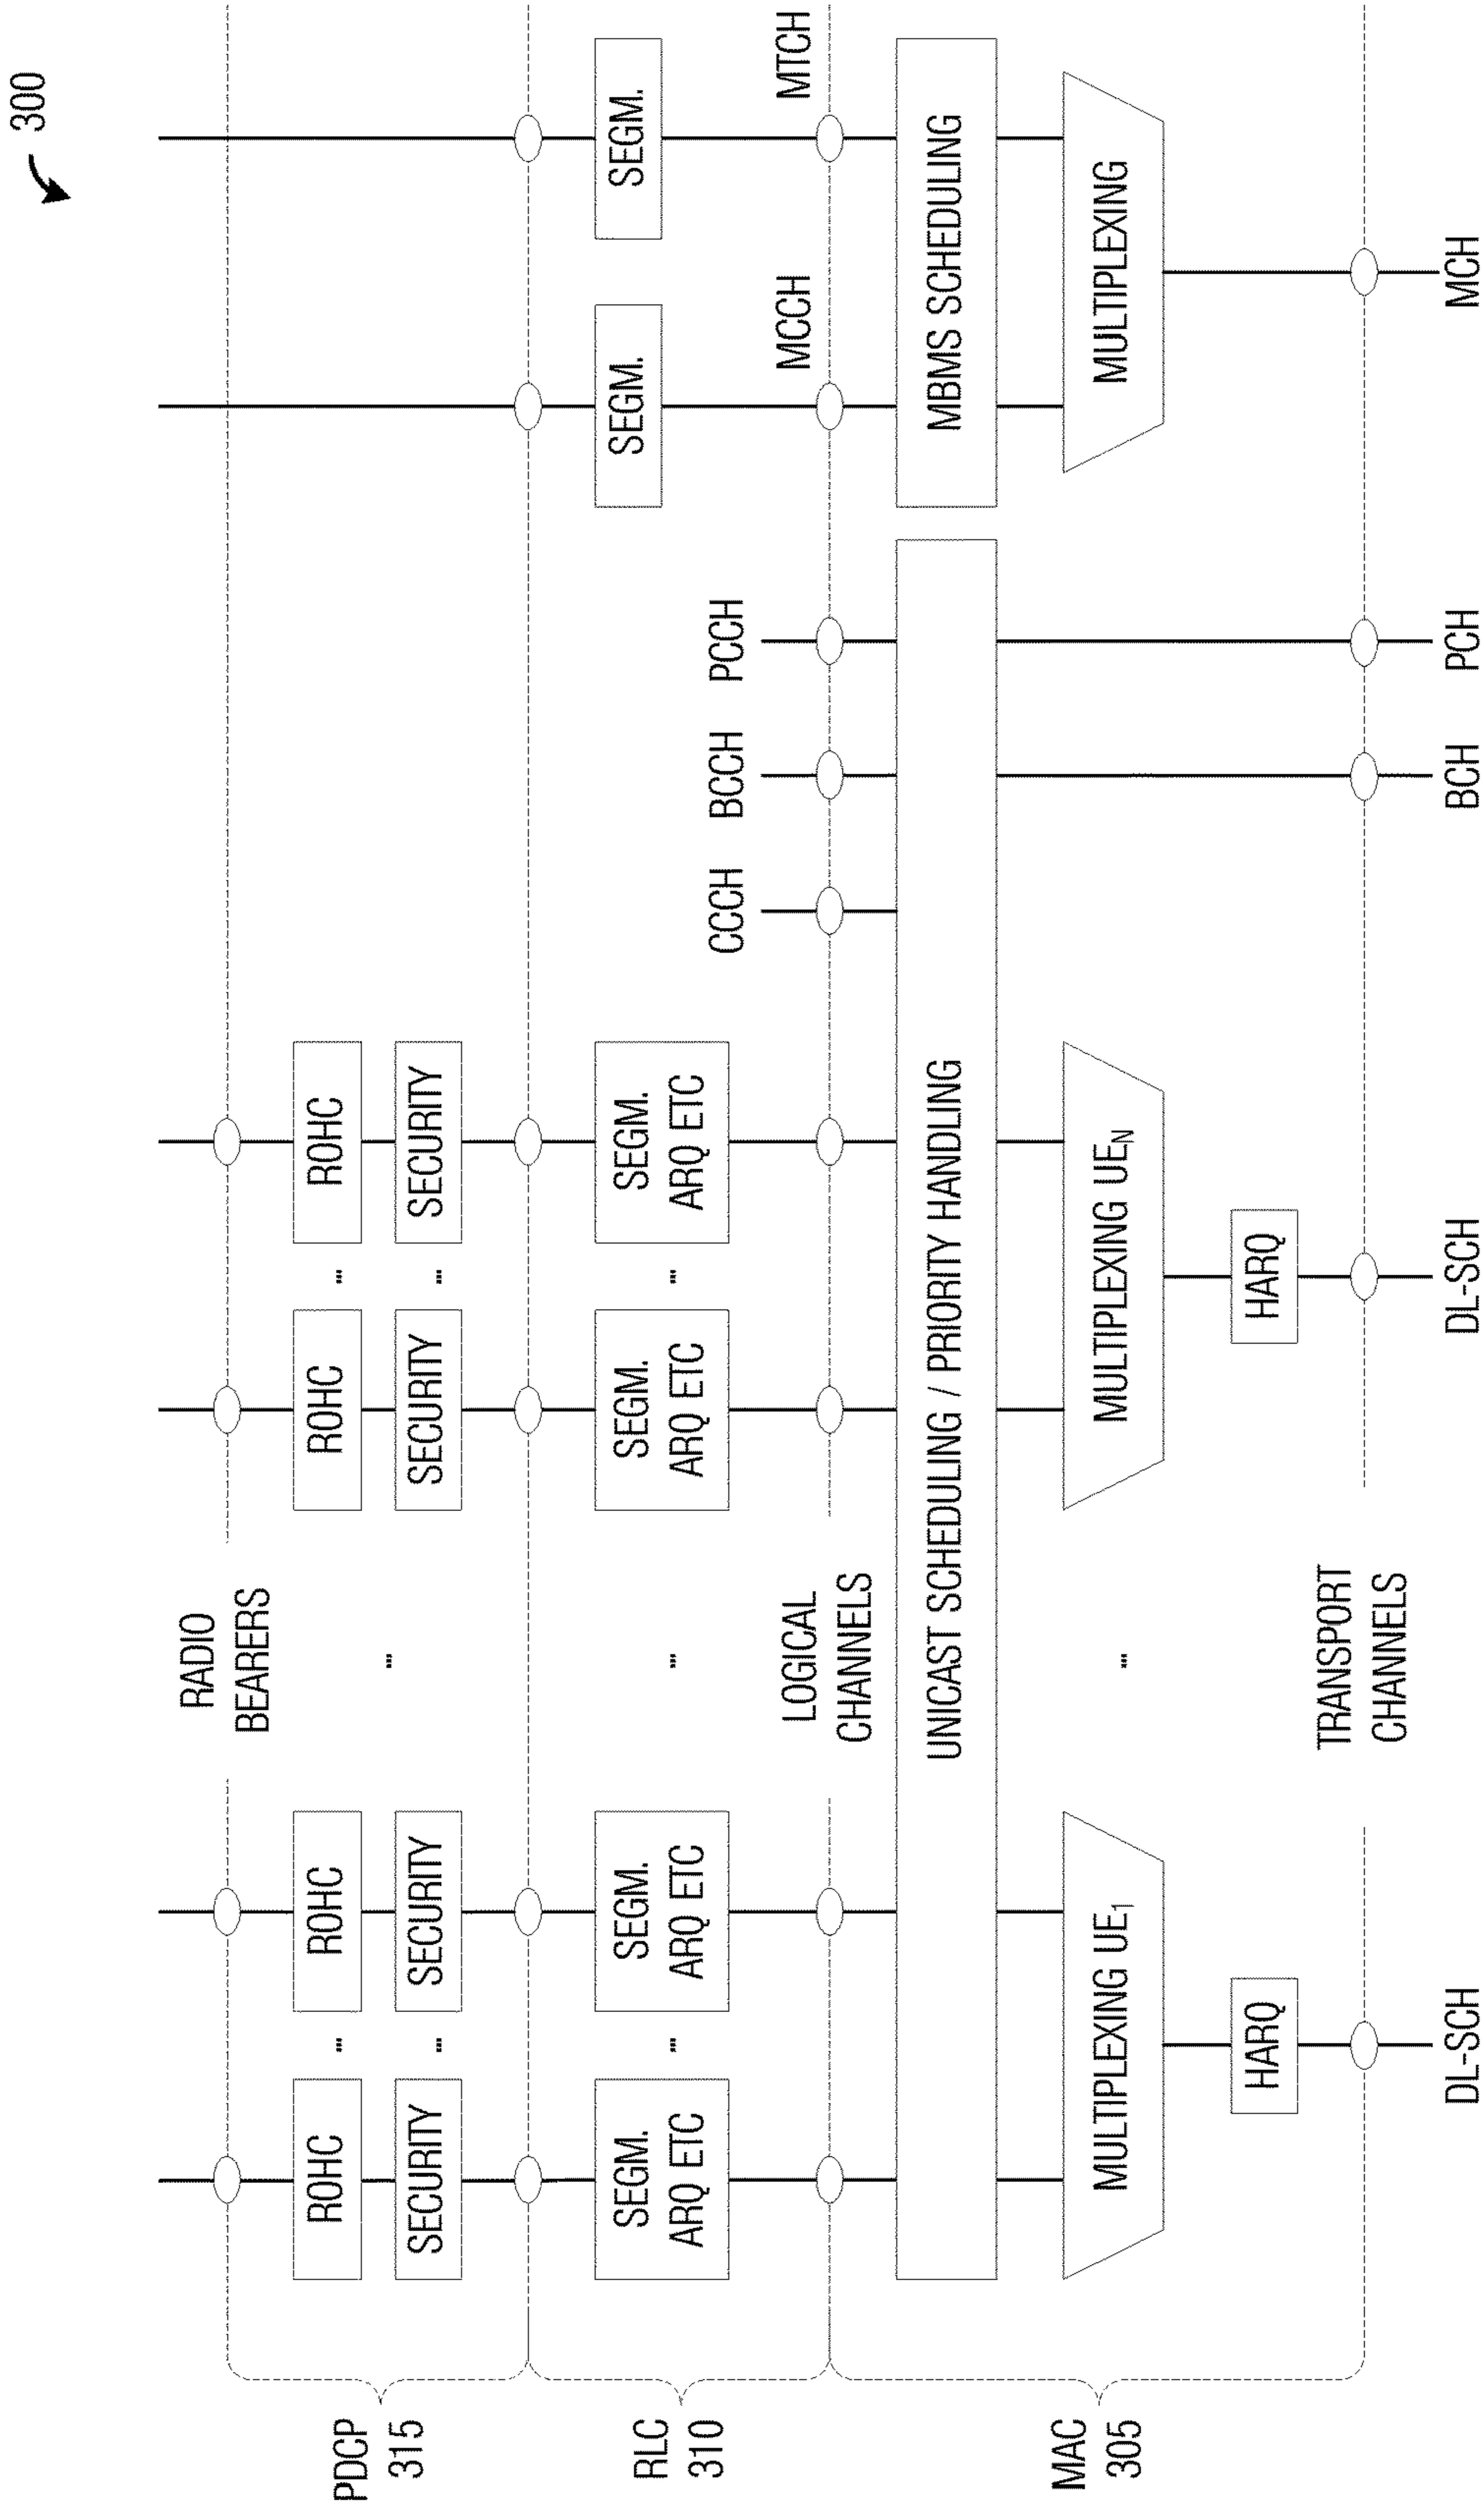 300
RADIO
BEARERS
PDCP
315
ROHC
...
ROHC
ROHC
...
ROHC
...
SECURITY
...
SECURITY
SECURITY
...
SECURITY
RLC
310
SEGM.
ARQ ETC
...
SEGM.
ARQ ETC
...
SEGM.
ARQ ETC
...
SEGM.
ARQ ETC
SEGM.
SEGM.
CCCH
BCCH
PCCH
MCCH
MTCH
LOGICAL
CHANNELS
MAC
305
UNICAST SCHEDULING / PRIORITY HANDLING
MBMS SCHEDULING
MULTIPLEXING UE1
...
MULTIPLEXING UEN
MULTIPLEXING
HARQ
HARQ
TRANSPORT
CHANNELS
DL-SCH
DL-SCH
BCH
PCH
MCH